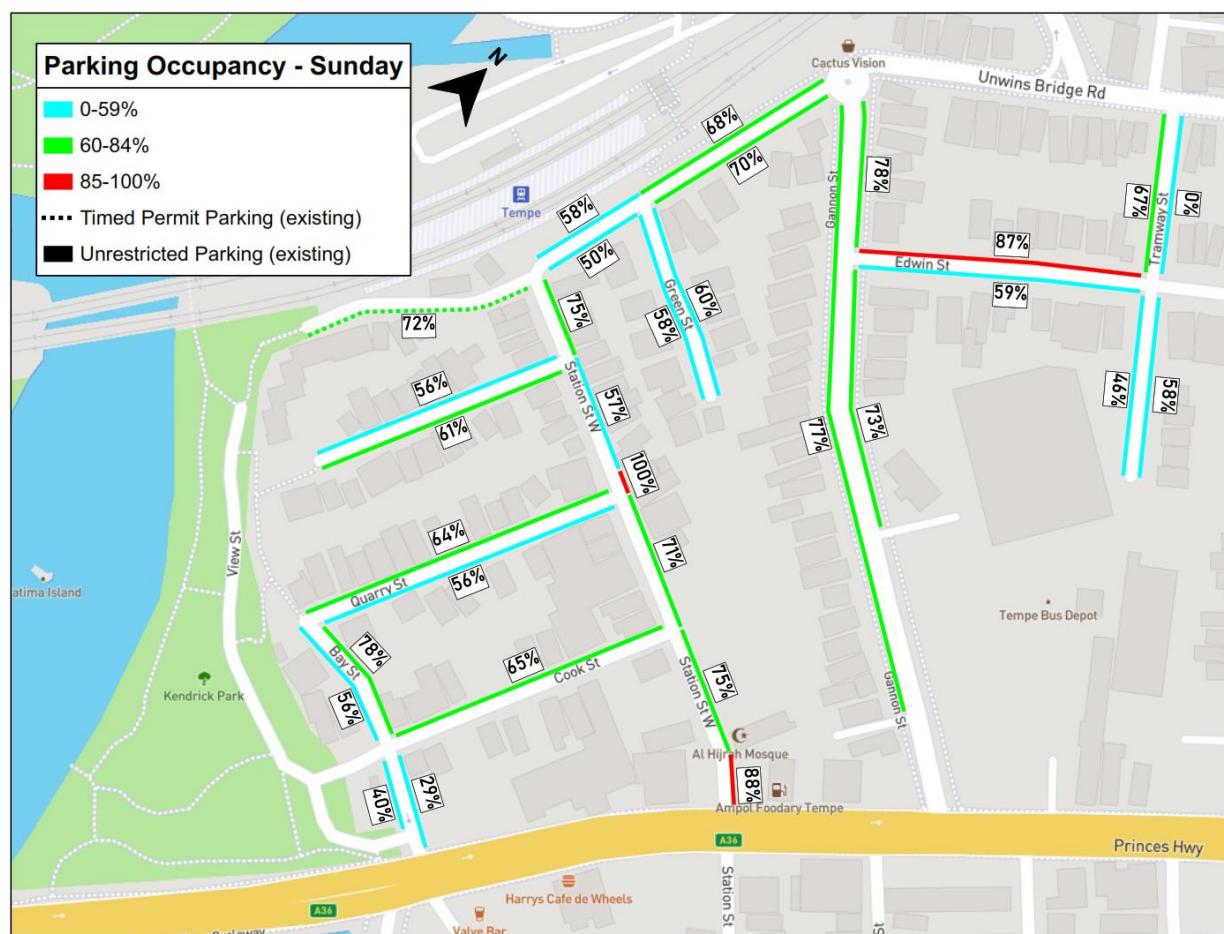 Parking Occupancy - Sunday
0-59%
60-84%
85-100%
Timed Permit Parking (existing)
Unrestricted Parking (existing)
N
Cactus Vision
Unwins Bridge Rd
Tempe
68%
70%
58%
50%
Gannon St
78%
67%
0%
Tramway St
87%
Edwin St
59%
Green St
60%
58%
75%
72%
56%
61%
Station St W
57%
46%
58%
77%
73%
100%
64%
71%
Quarry St
56%
View St
atima Island
Tempe Bus Depot
Kendrick Park
Bay St
78%
56%
65%
Cook St
Station St W
75%
Gannon St
Al Hijrah Mosque
88%
Ampol Foodary Tempe
40%
29%
A36
Princes Hwy
Harrys Cafe de Wheels
A36
Valve Bar
Station St
St